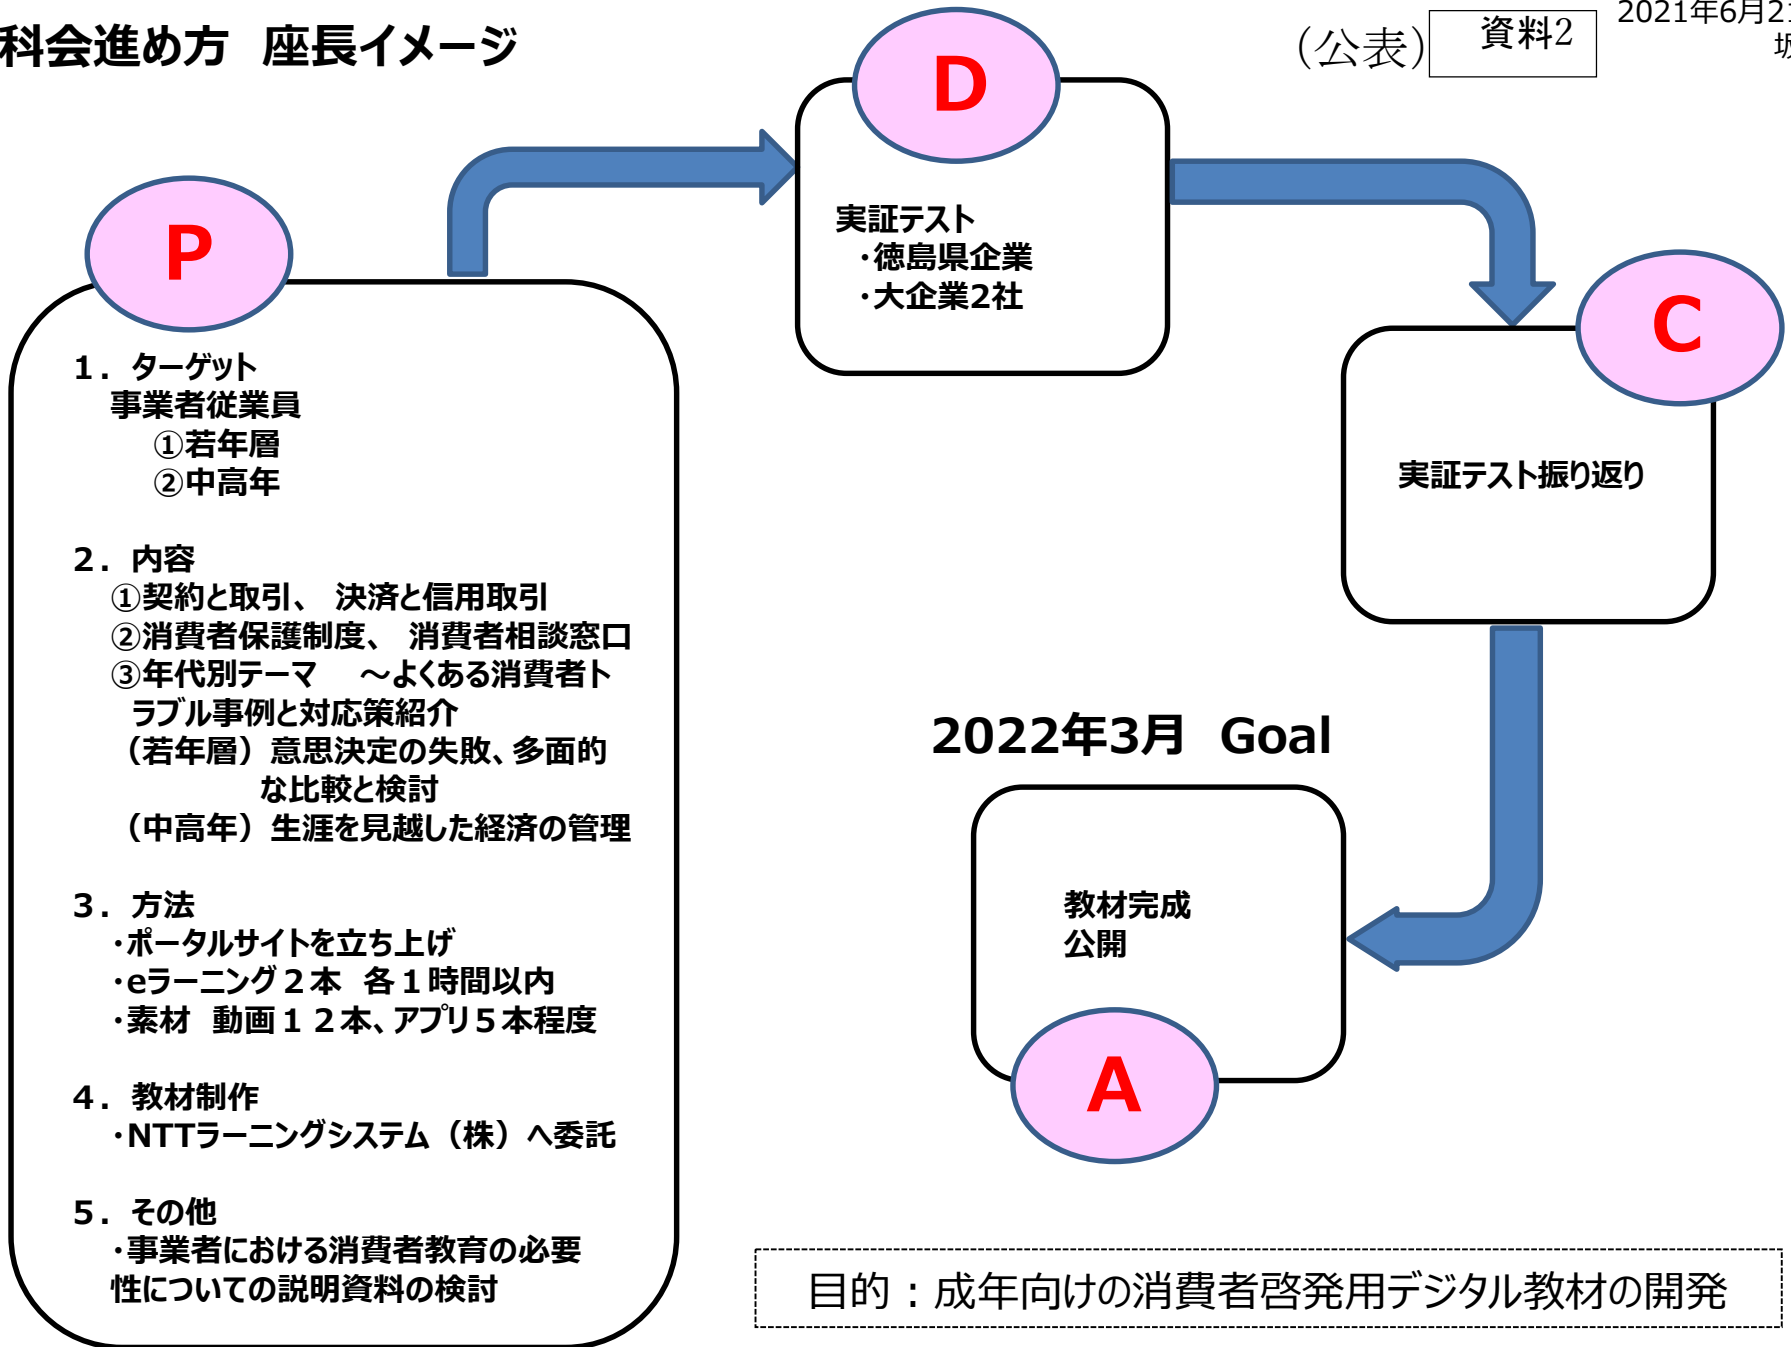 科会進め方 座長イメージ
(公表)
資料2
2021年6月2
P
1. ターゲット
事業者従業員
①若年層
②中高年
2. 内容
①契約と取引、 決済と信用取引
②消費者保護制度、 消費者相談窓口
③年代別テーマ ～よくある消費者ト
ラブル事例と対応策紹介
（若年層）意思決定の失敗、多面的
な比較と検討
（中高年）生涯を見越した経済の管理
3. 方法
・ポータルサイトを立ち上げ
・eラーニング２本 各１時間以内
・素材 動画１２本、アプリ５本程度
4. 教材制作
・NTTラーニングシステム（株）へ委託
5. その他
・事業者における消費者教育の必要
性についての説明資料の検討
D
実証テスト
・徳島県企業
・大企業2社
C
実証テスト振り返り
2022年3月 Goal
教材完成
公開
A
目的：成年向けの消費者啓発用デジタル教材の開発